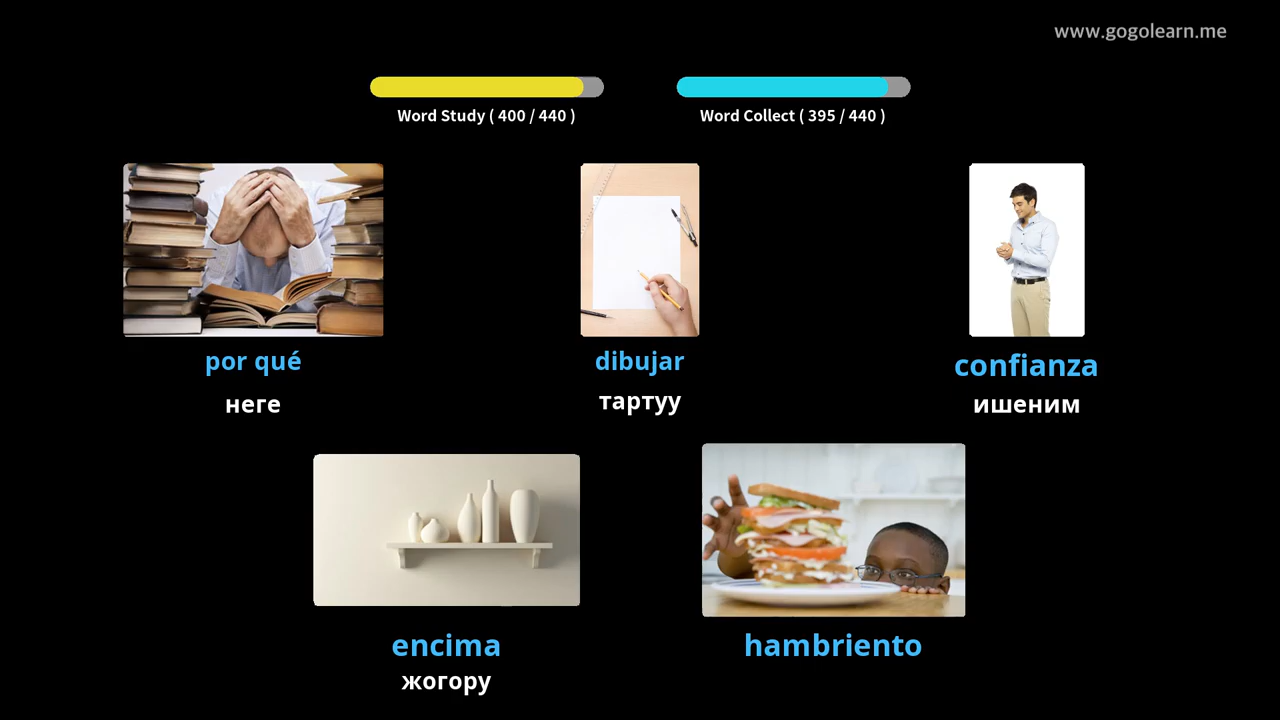 www.gogolearn.me
Word Study ( 400 / 440 )
Word Collect ( 395 / 440 )
por qué
неге
dibujar
тартуу
confianza
ишеним
encima
жогору
hambriento